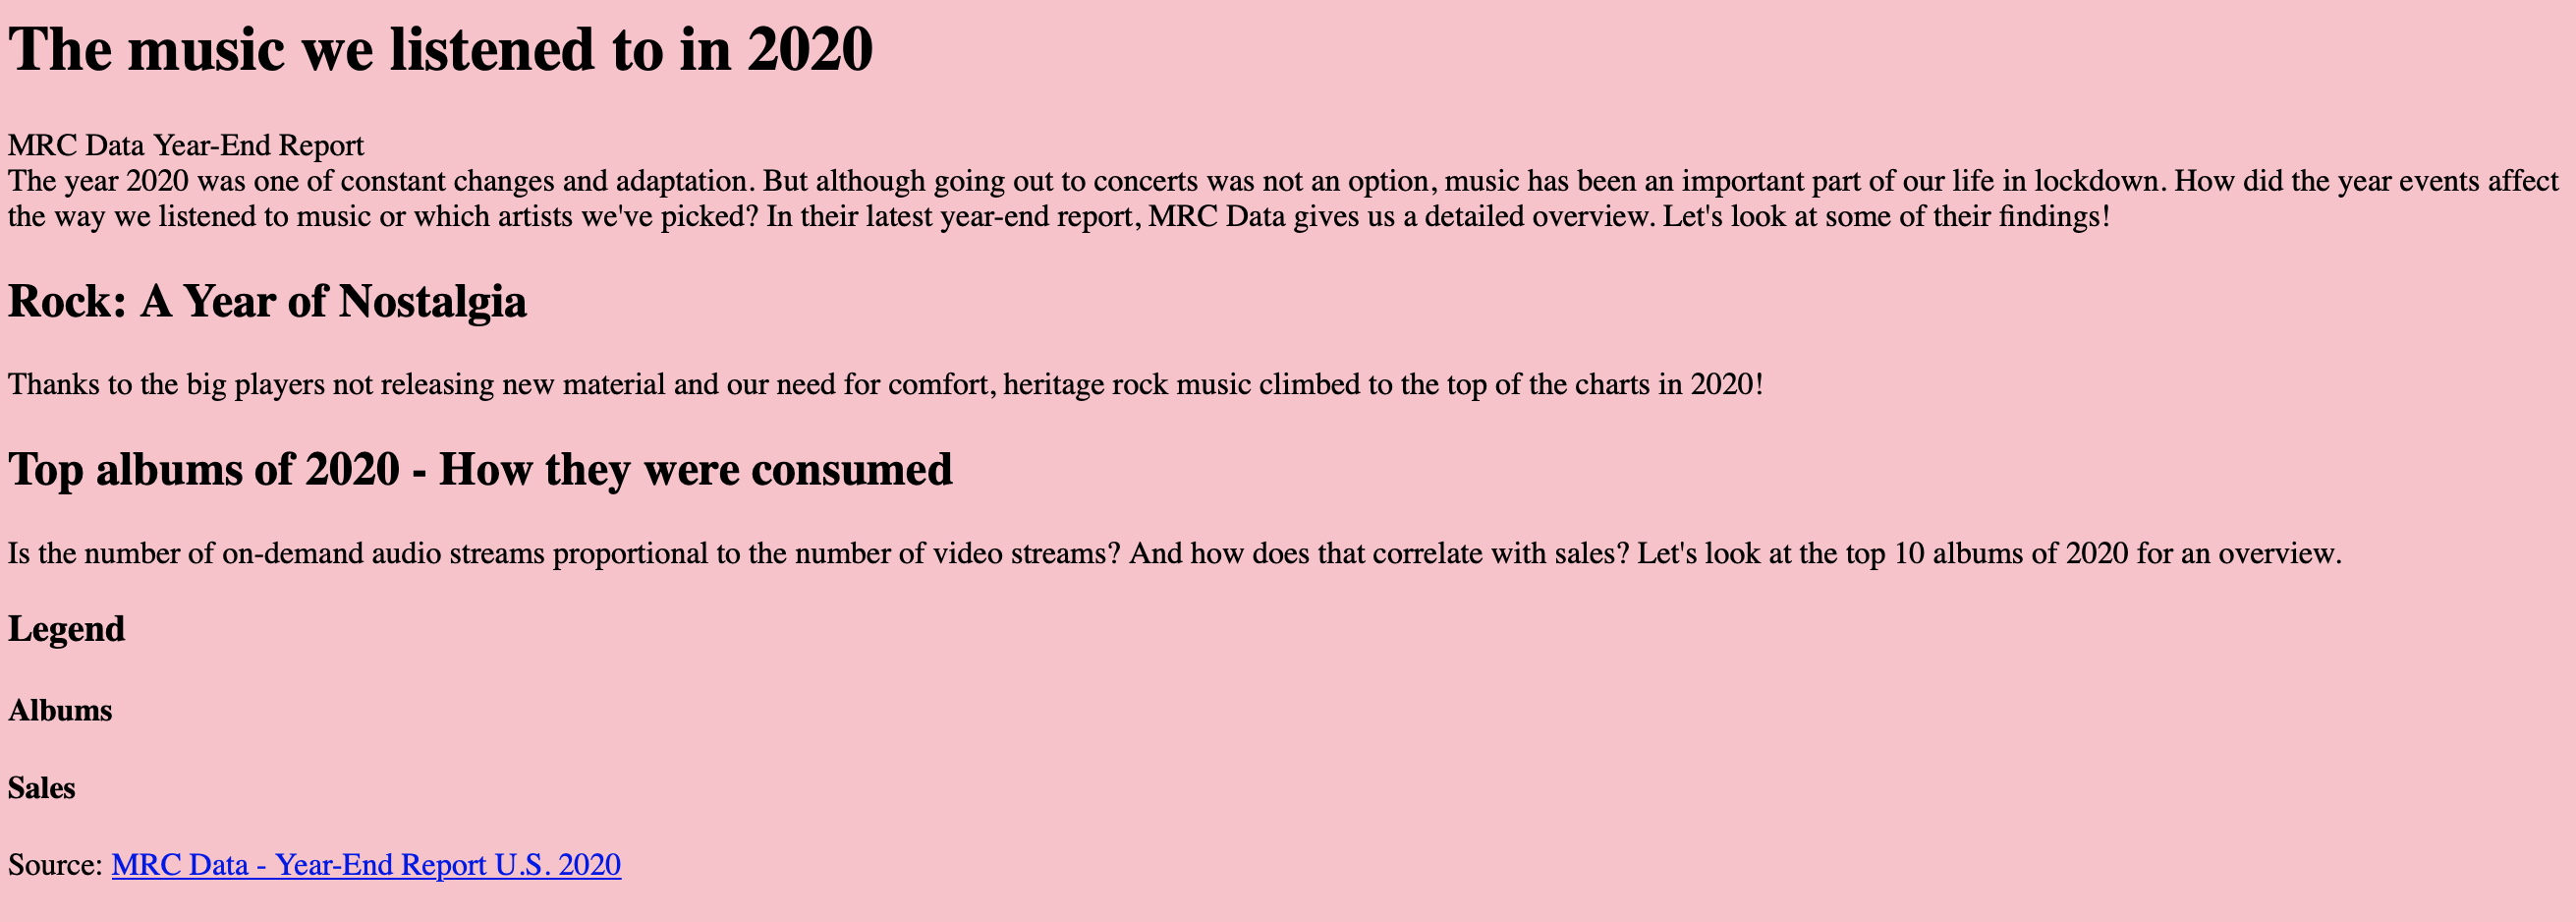 The music we listened to in 2020
MRC Data Year-End Report
The year 2020 was one of constant changes and adaptation. But although going out to concerts was not an option, music has been an important part of our life in lockdown. How did the year events affect
the way we listened to music or which artists we've picked? In their latest year-end report, MRC Data gives us a detailed overview. Let's look at some of their findings!
Rock: A Year of Nostalgia
Thanks to the big players not releasing new material and our need for comfort, heritage rock music climbed to the top of the charts in 2020!
Top albums of 2020 - How they were consumed
Is the number of on-demand audio streams proportional to the number of video streams? And how does that correlate with sales? Let's look at the top 10 albums of 2020 for an overview.
Legend
Albums
Sales
Source: MRC Data - Year-End Report U.S. 2020